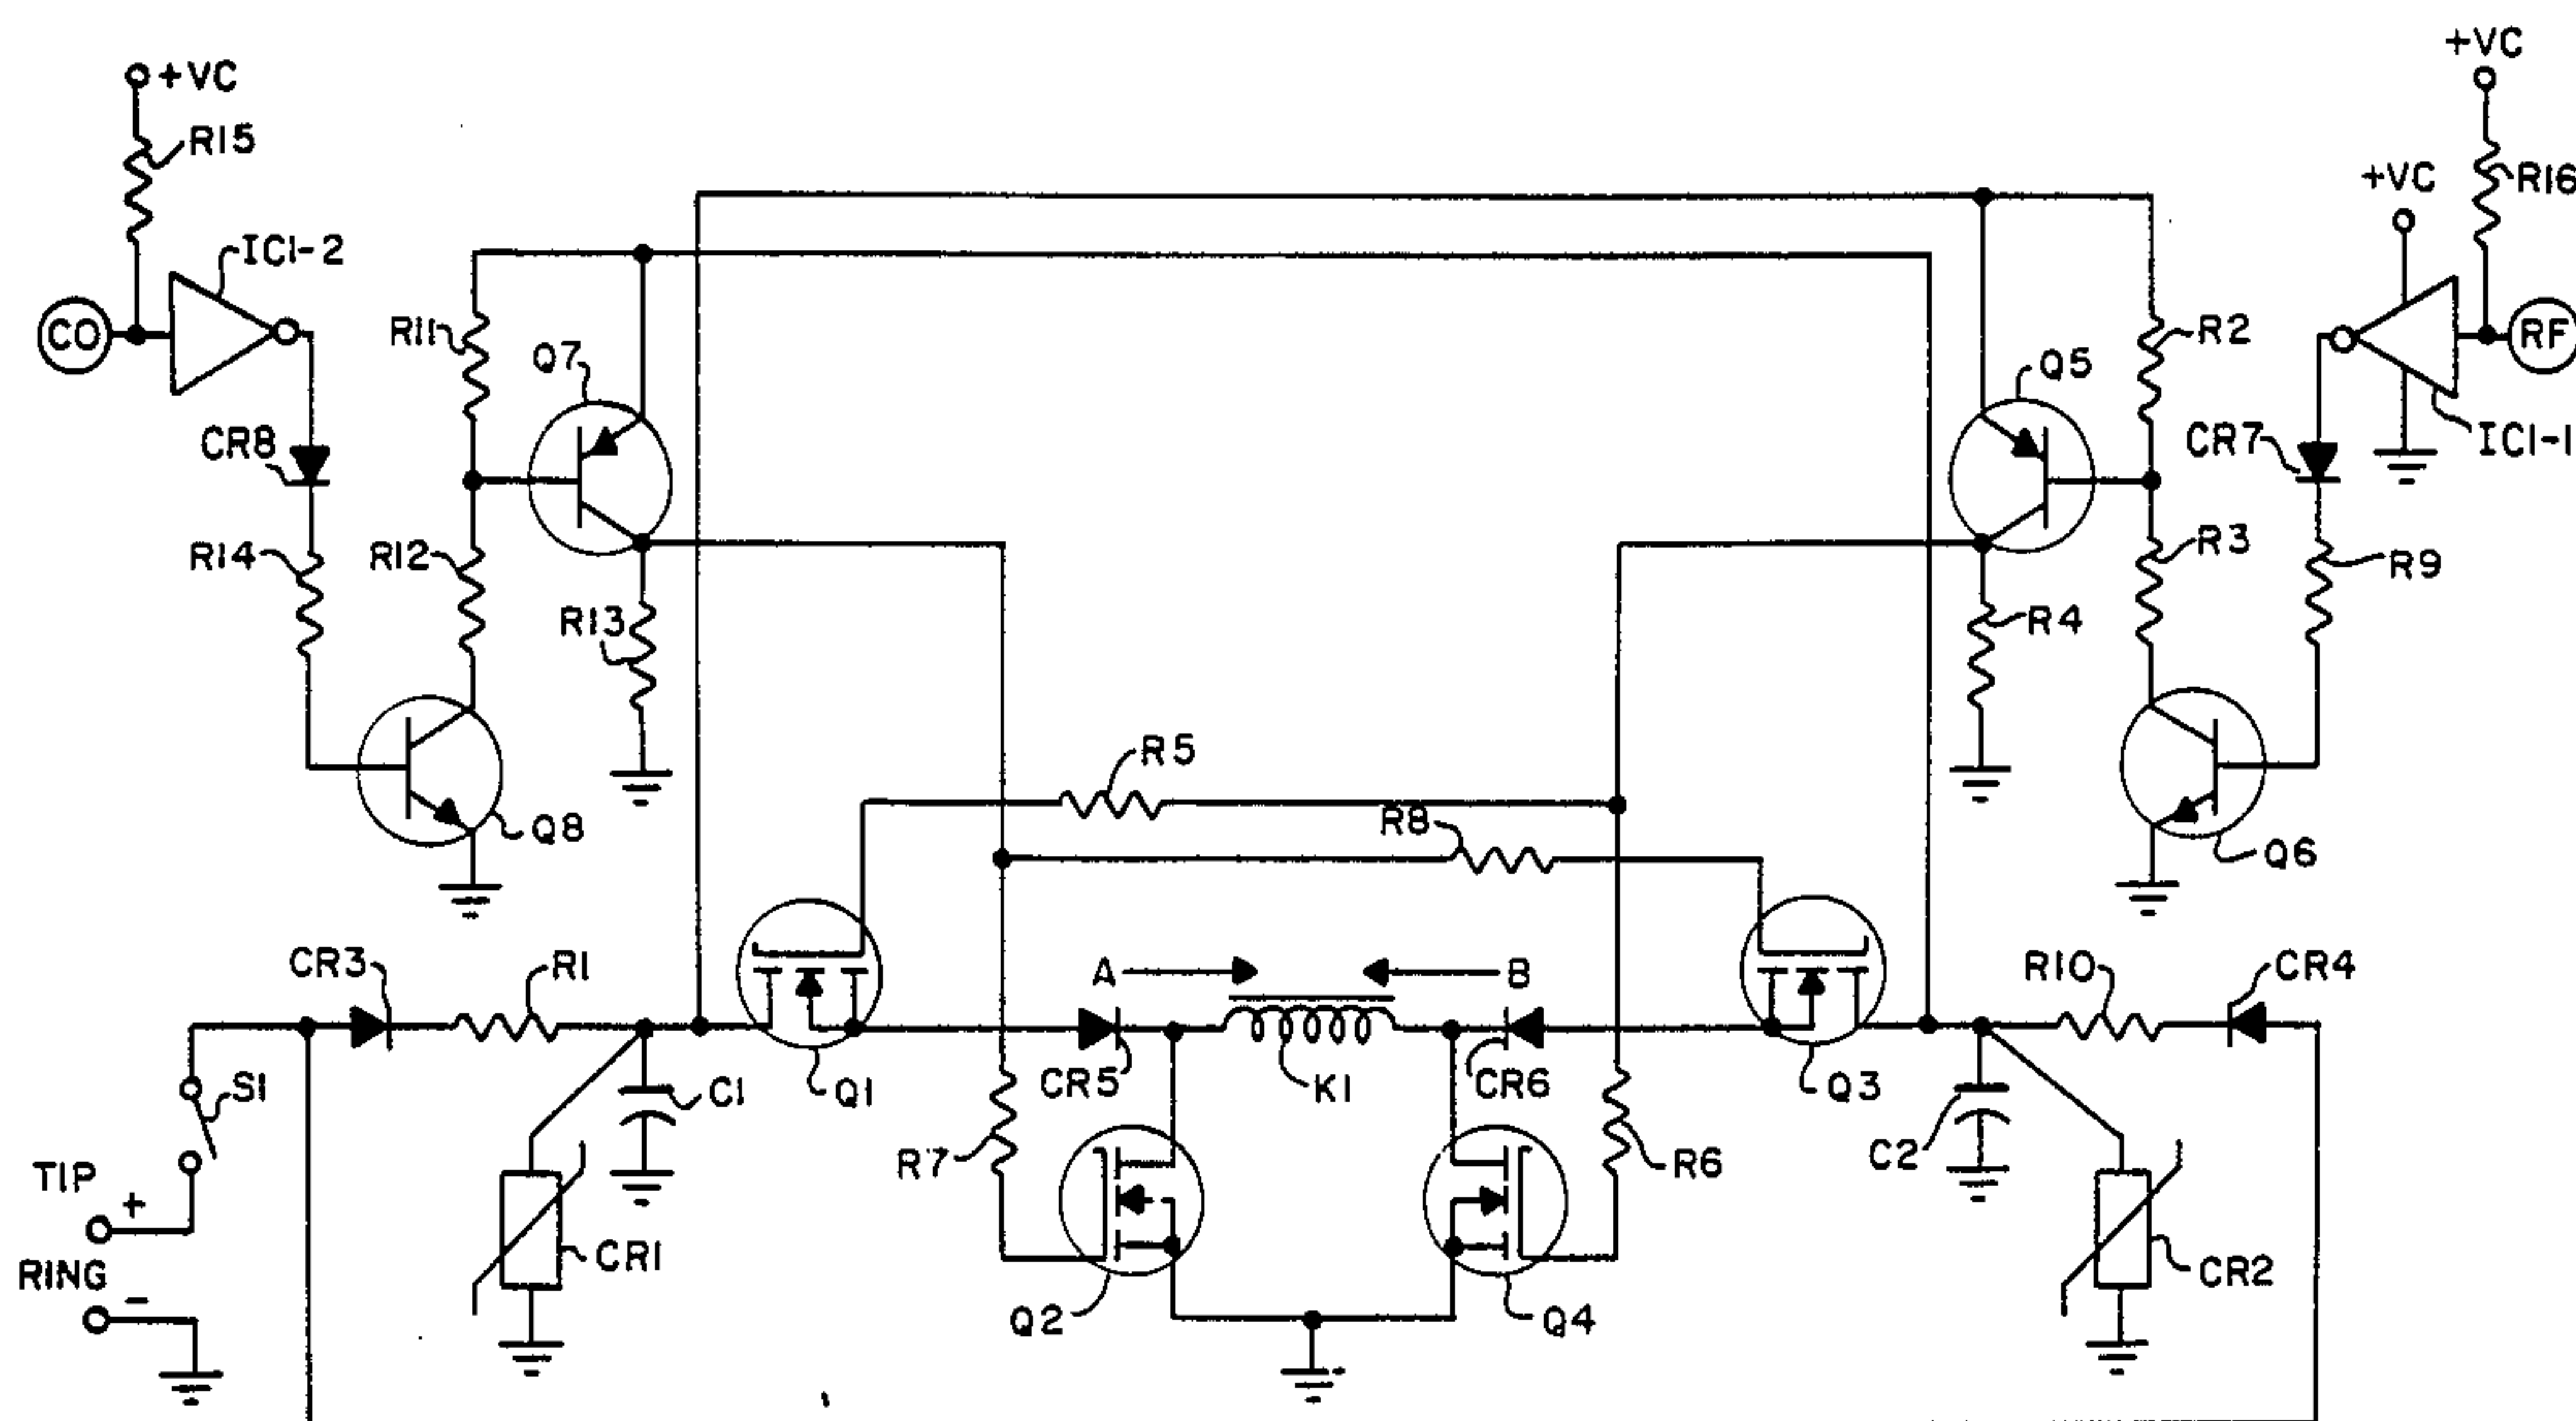 +VC
+VC
R15
R16
+VC
IC1-2
CO
R11
Q7
Q5
R2
RF
CR8
CR7
IC1-1
R14
R12
R13
R4
R3
R9
R5
R8
Q8
Q6
CR3
R1
A
B
R10
CR4
S1
C1
Q1
CR5
K1
CR6
Q3
TIP
+
R7
R6
C2
RING
-
CR1
Q2
Q4
CR2